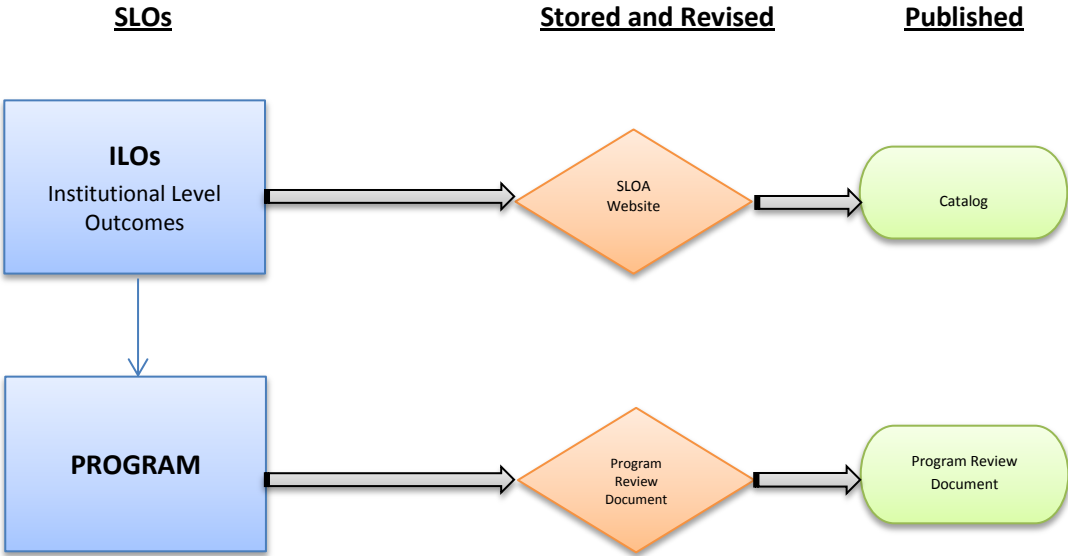 SLOs
Stored and Revised
Published
ILOs
Institutional Level
Outcomes
SLOA
Website
Catalog
PROGRAM
Program
Review
Document
Program Review
Document